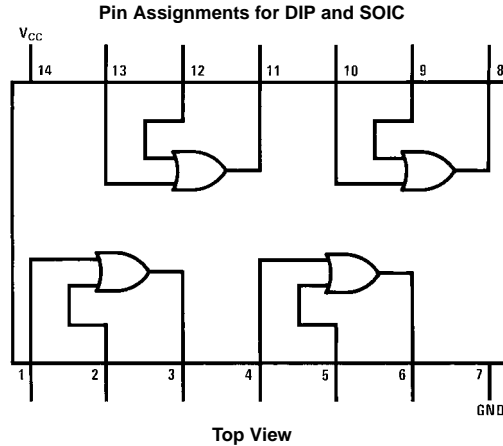 Pin Assignments for DIP and SOIC
VCC
14 13 12 11 10 9 8
1 2 3 4 5 6 7
GND
Top View